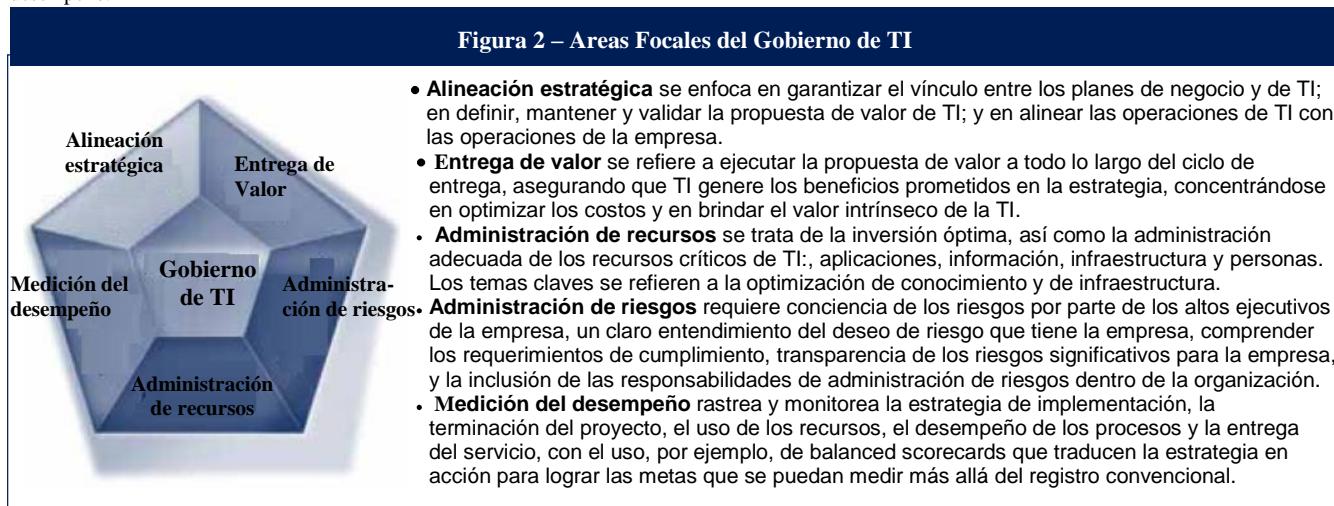 Figura 2 – Areas Focales del Gobierno de TI
Alineación
estratégica
Entrega de
Valor
Gobierno
de TI
Medición del
desempeño
Administra-
ción de riesgos
Administración
de recursos
• Alineación estratégica se enfoca en garantizar el vínculo entre los planes de negocio y de TI;
en definir, mantener y validar la propuesta de valor de TI; y en alinear las operaciones de TI con
las operaciones de la empresa.
• Entrega de valor se refiere a ejecutar la propuesta de valor a todo lo largo del ciclo de
entrega, asegurando que TI genere los beneficios prometidos en la estrategia, concentrándose
en optimizar los costos y en brindar el valor intrínseco de la TI.
• Administración de recursos se trata de la inversión óptima, así como la administración
adecuada de los recursos críticos de TI:, aplicaciones, información, infraestructura y personas.
Los temas claves se refieren a la optimización de conocimiento y de infraestructura.
• Administración de riesgos requiere conciencia de los riesgos por parte de los altos ejecutivos
de la empresa, un claro entendimiento del deseo de riesgo que tiene la empresa, comprender
los requerimientos de cumplimiento, transparencia de los riesgos significativos para la empresa,
y la inclusión de las responsabilidades de administración de riesgos dentro de la organización.
• Medición del desempeño rastrea y monitorea la estrategia de implementación, la
terminación del proyecto, el uso de los recursos, el desempeño de los procesos y la entrega
del servicio, con el uso, por ejemplo, de balanced scorecards que traducen la estrategia en
acción para lograr las metas que se puedan medir más allá del registro convencional.